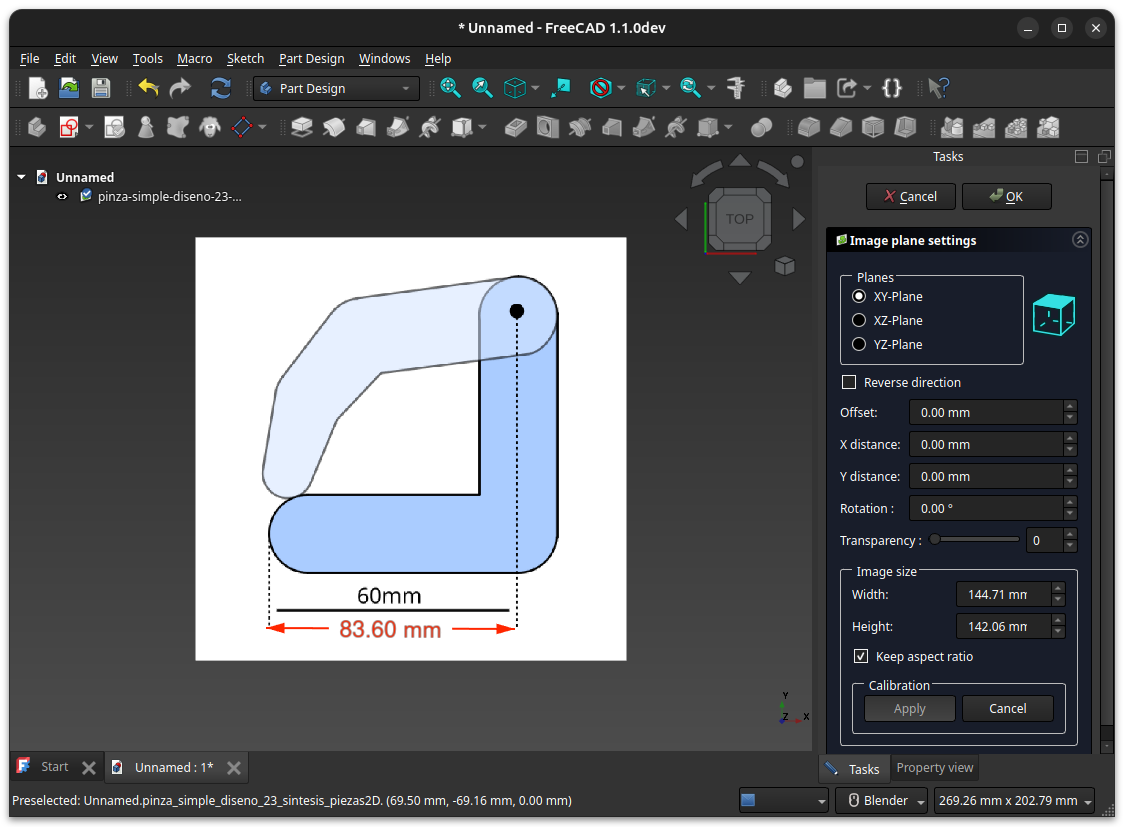 * Unnamed - FreeCAD 1.1.0dev
File Edit View Tools Macro Sketch Part Design Windows Help
Part Design
Tasks
Unnamed
pinza-simple-diseno-23-...
TOP
Cancel OK
Image plane settings
Planes
XY-Plane
XZ-Plane
YZ-Plane
Reverse direction
Offset: 0.00 mm
X distance: 0.00 mm
Y distance: 0.00 mm
Rotation : 0.00 °
Transparency : 0
Image size
Width: 144.71 mm
Height: 142.06 mm
Keep aspect ratio
Calibration
Apply Cancel
60mm
83.60 mm
Y
Z X
Start Unnamed : 1*
Tasks Property view
Preselected: Unnamed.pinza_simple_diseno_23_sintesis_piezas2D. (69.50 mm, -69.16 mm, 0.00 mm)
Blender 269.26 mm x 202.79 mm